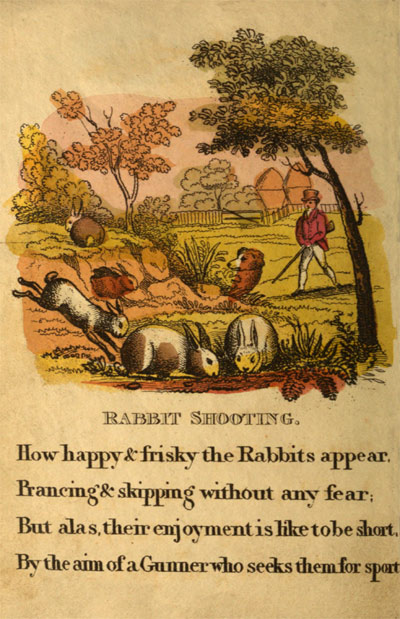 RABBIT SHOOTING.
How happy & frisky the Rabbits appear.
Prancing & skipping without any fear;
But alas, their enjoyment is like to be short,
By the aim of a Gunner who seeks them for sport